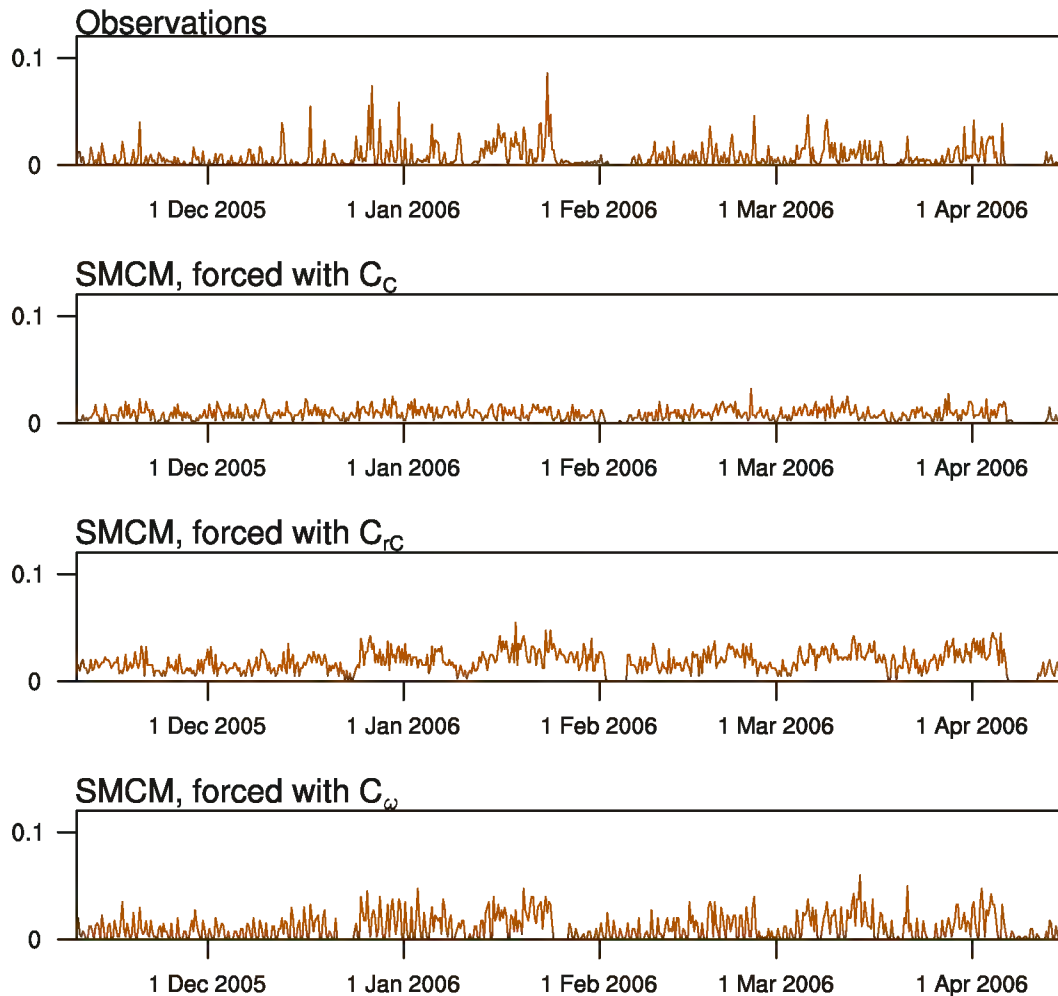 Observations
0.1
0
1 Dec 2005 1 Jan 2006 1 Feb 2006 1 Mar 2006 1 Apr 2006
SMCM, forced with C_C
0.1
0
1 Dec 2005 1 Jan 2006 1 Feb 2006 1 Mar 2006 1 Apr 2006
SMCM, forced with C_rC
0.1
0
1 Dec 2005 1 Jan 2006 1 Feb 2006 1 Mar 2006 1 Apr 2006
SMCM, forced with C_ω
0.1
0
1 Dec 2005 1 Jan 2006 1 Feb 2006 1 Mar 2006 1 Apr 2006